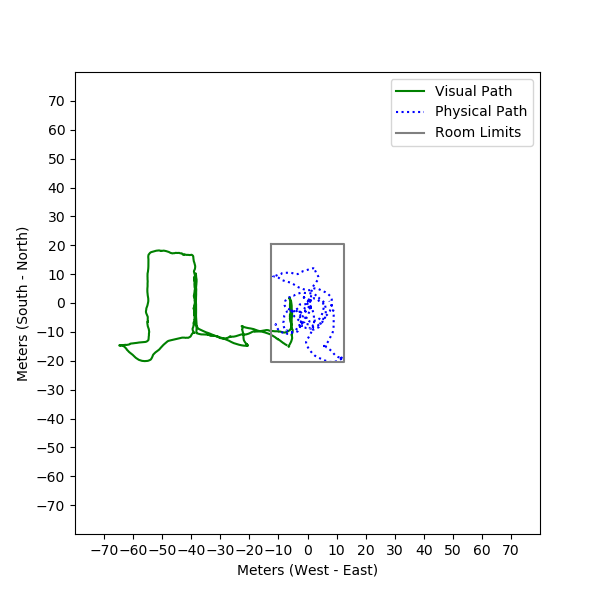 Visual Path
Physical Path
Room Limits
70
60
50
40
30
20
10
0
−10
−20
−30
−40
−50
−60
−70
Meters (South - North)
−70 −60 −50 −40 −30 −20 −10 0 10 20 30 40 50 60 70
Meters (West - East)